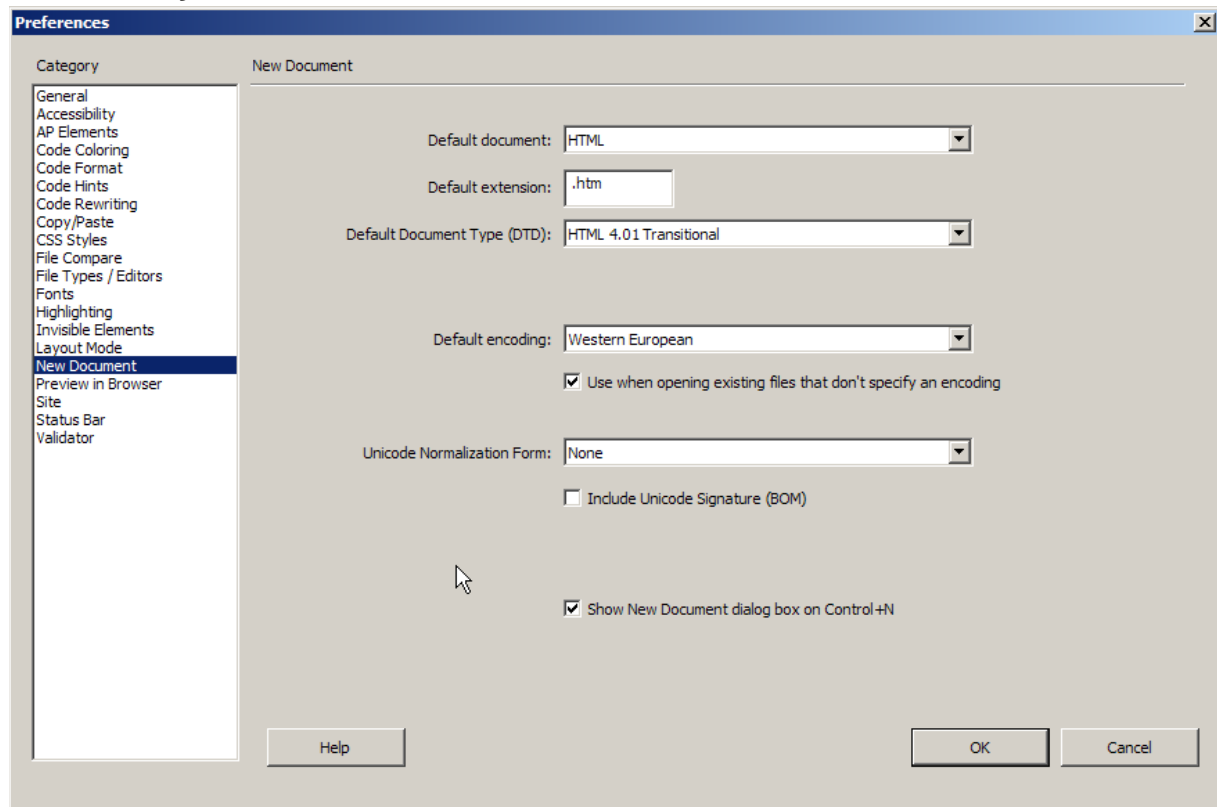 Preferences
Category
New Document
General
Accessibility
AP Elements
Code Coloring
Code Format
Code Hints
Code Rewriting
Copy/Paste
CSS Styles
File Compare
File Types / Editors
Fonts
Highlighting
Invisible Elements
Layout Mode
New Document
Preview in Browser
Site
Status Bar
Validator
Default document: HTML
Default extension: .htm
Default Document Type (DTD): HTML 4.01 Transitional
Default encoding: Western European
Use when opening existing files that don't specify an encoding
Unicode Normalization Form: None
Include Unicode Signature (BOM)
Show New Document dialog box on Control+N
Help OK Cancel